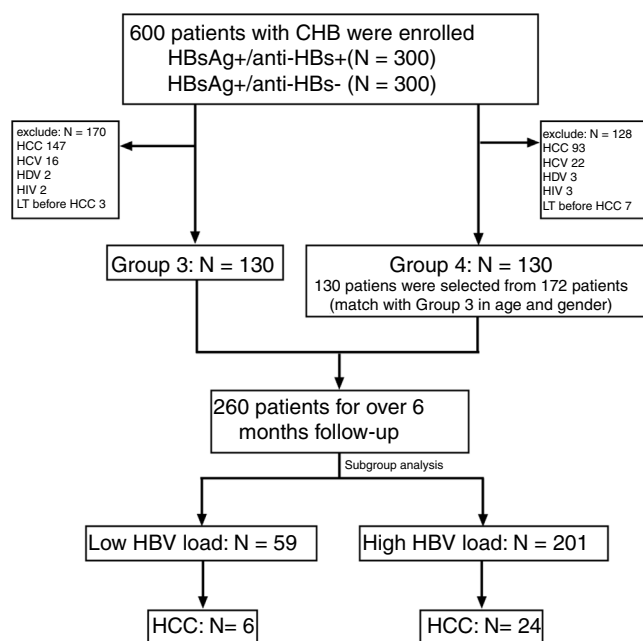 600 patients with CHB were enrolled
HBsAg+/anti-HBs+(N = 300)
HBsAg+/anti-HBs- (N = 300)
exclude: N = 170
HCC 147
HCV 16
HDV 2
HIV 2
LT before HCC 3
exclude: N = 128
HCC 93
HCV 22
HDV 3
HIV 3
LT before HCC 7
Group 3: N = 130
Group 4: N = 130
130 patiens were selected from 172 patients
(match with Group 3 in age and gender)
260 patients for over 6
months follow-up
Subgroup analysis
Low HBV load: N = 59
High HBV load: N = 201
HCC: N= 6
HCC: N=24